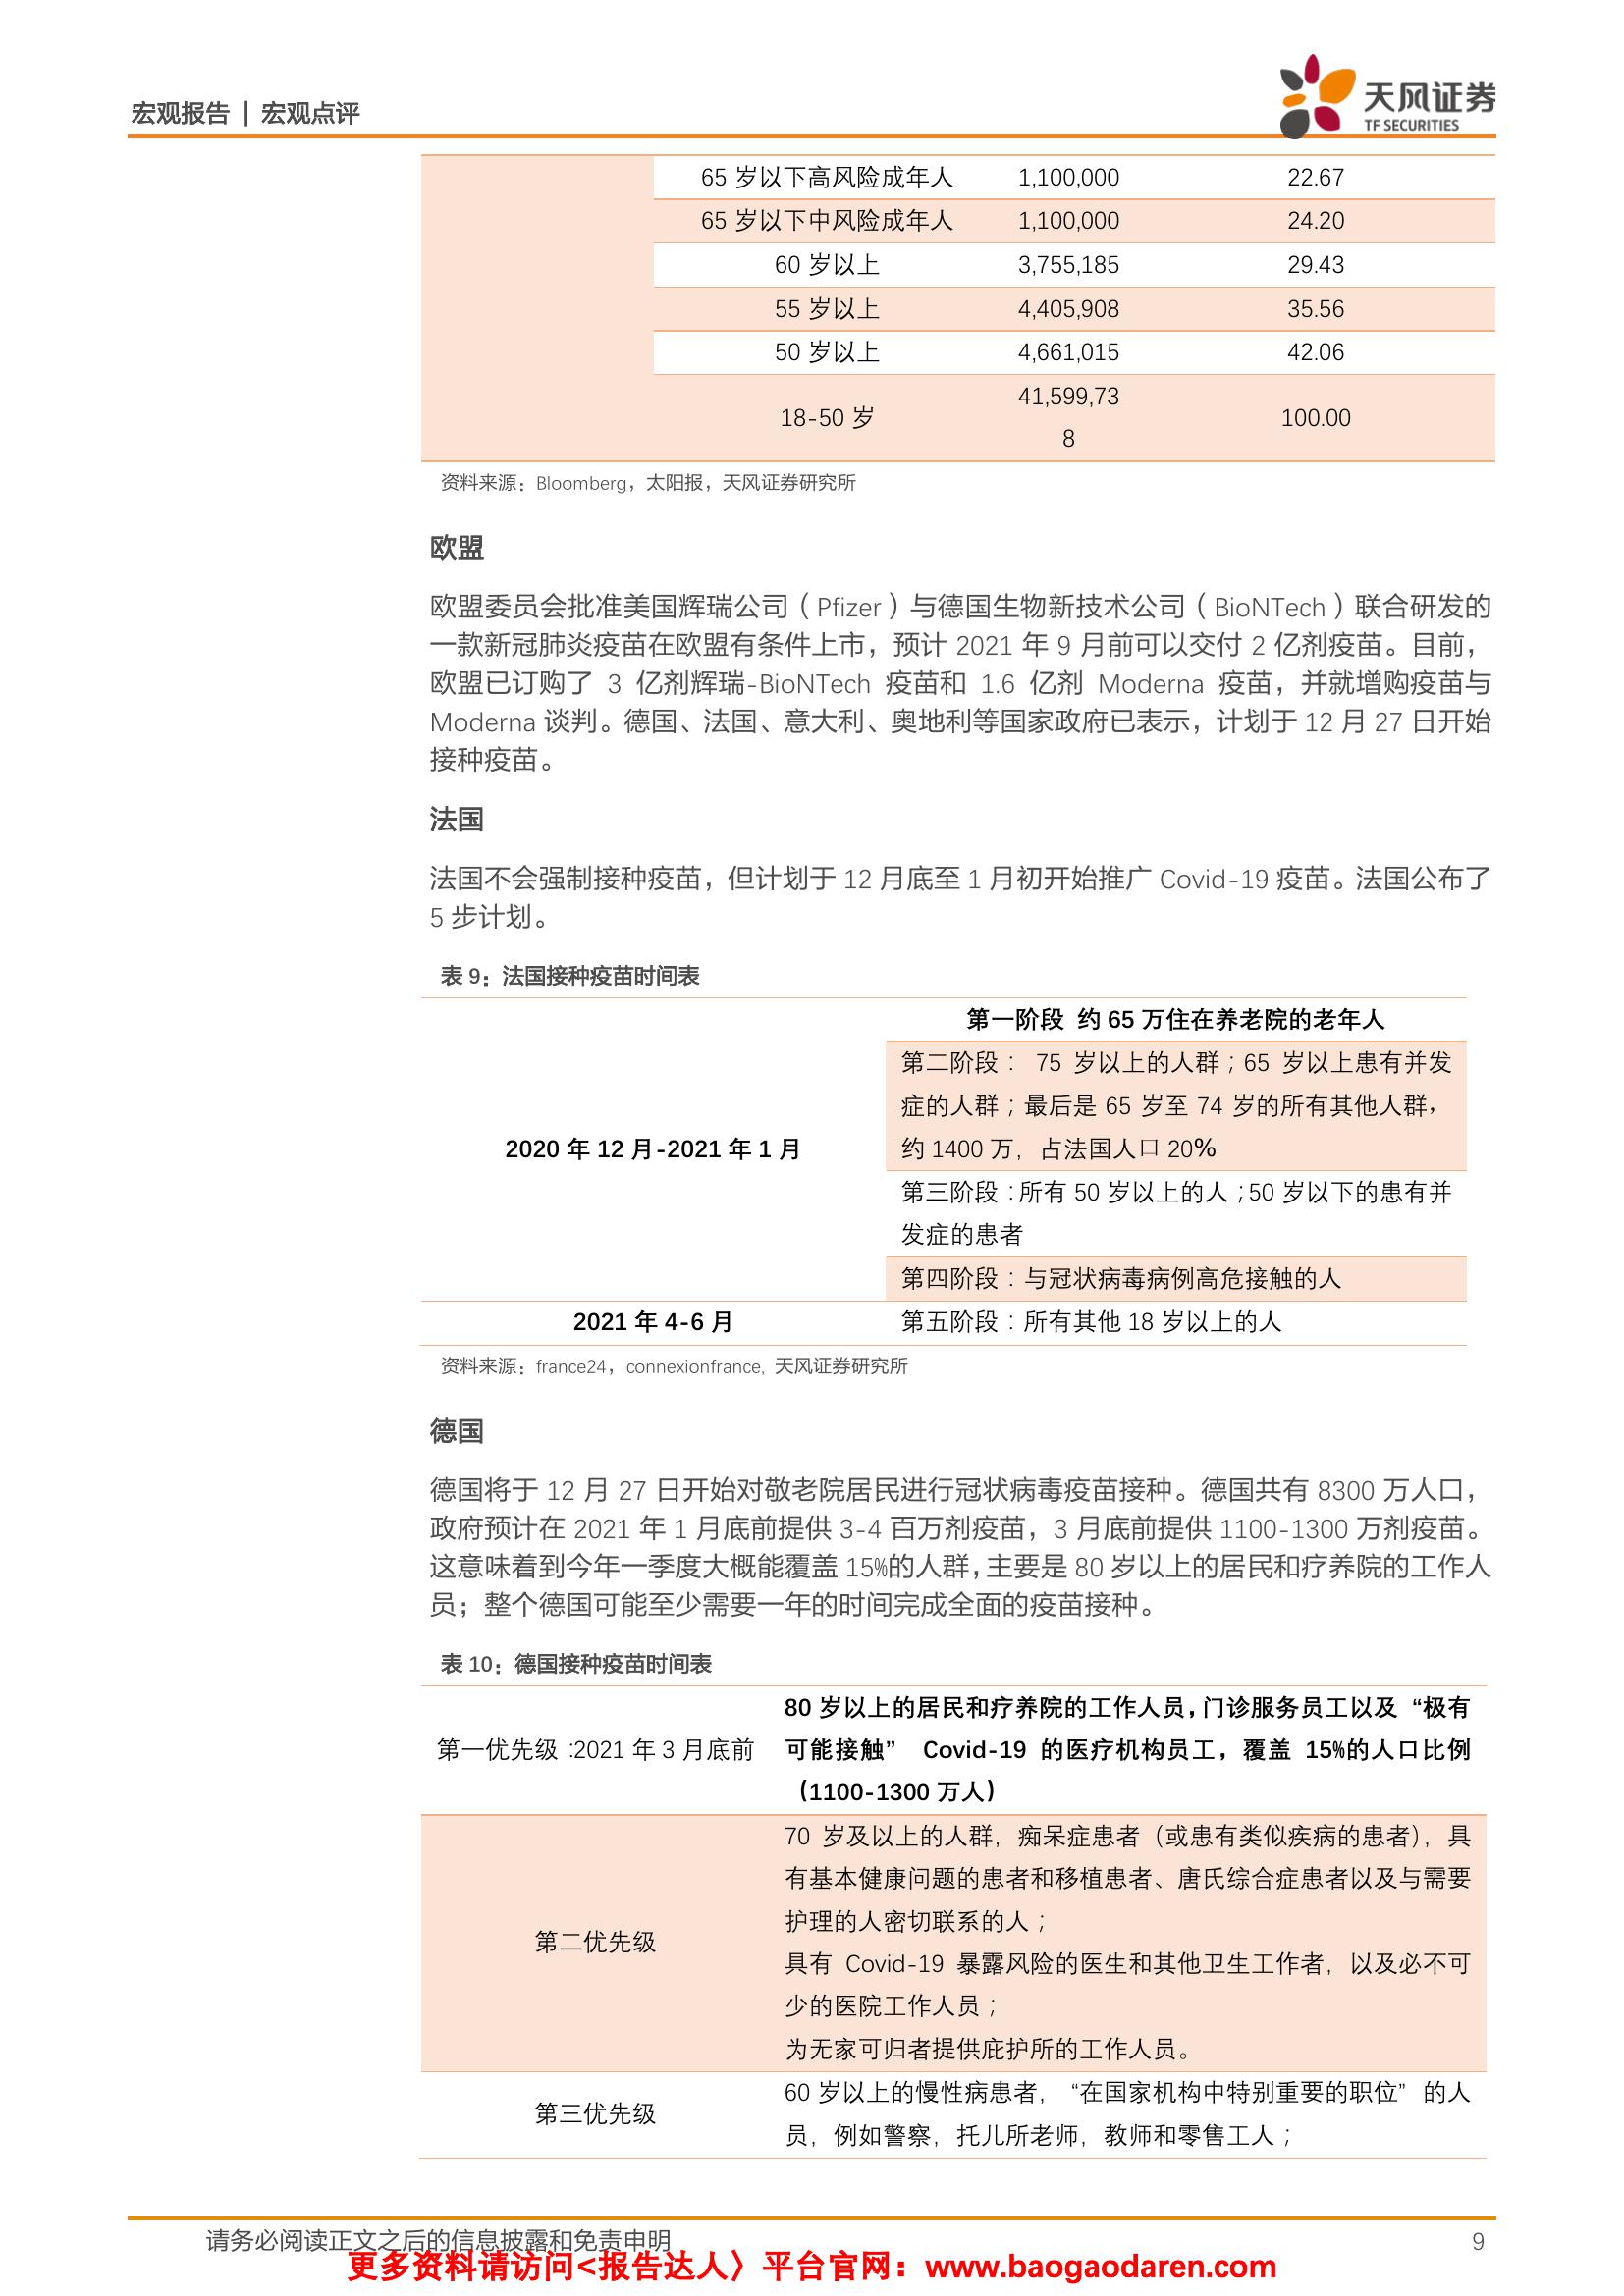 宏观报告 | 宏观点评
天风证券
TF SECURITIES
65 岁以下高风险成年人 1,100,000 22.67
65 岁以下中风险成年人 1,100,000 24.20
60 岁以上 3,755,185 29.43
55 岁以上 4,405,908 35.56
50 岁以上 4,661,015 42.06
18-50 岁 41,599,73
8 100.00
资料来源：Bloomberg，太阳报，天风证券研究所
欧盟
欧盟委员会批准美国辉瑞公司（Pfizer）与德国生物新技术公司（BioNTech）联合研发的
一款新冠肺炎疫苗在欧盟有条件上市，预计 2021 年 9 月前可以交付 2 亿剂疫苗。目前，
欧盟已订购了 3 亿剂辉瑞-BioNTech 疫苗和 1.6 亿剂 Moderna 疫苗，并就增购疫苗与
Moderna 谈判。德国、法国、意大利、奥地利等国家政府已表示，计划于 12 月 27 日开始
接种疫苗。
法国
法国不会强制接种疫苗，但计划于 12 月底至 1 月初开始推广 Covid-19 疫苗。法国公布了
5 步计划。
表 9：法国接种疫苗时间表
2020 年 12 月-2021 年 1 月
第一阶段 约 65 万住在养老院的老年人
第二阶段： 75 岁以上的人群；65 岁以上患有并发
症的人群；最后是 65 岁至 74 岁的所有其他人群，
约 1400 万，占法国人口 20%
第三阶段：所有 50 岁以上的人；50 岁以下的患有并
发症的患者
第四阶段：与冠状病毒病例高危接触的人
2021 年 4-6 月 第五阶段：所有其他 18 岁以上的人
资料来源：france24，connexionfrance, 天风证券研究所
德国
德国将于 12 月 27 日开始对敬老院居民进行冠状病毒疫苗接种。德国共有 8300 万人口，
政府预计在 2021 年 1 月底前提供 3-4 百万剂疫苗，3 月底前提供 1100-1300 万剂疫苗。
这意味着到今年一季度大概能覆盖 15%的人群，主要是 80 岁以上的居民和疗养院的工作人
员；整个德国可能至少需要一年的时间完成全面的疫苗接种。
表 10：德国接种疫苗时间表
第一优先级：2021 年 3 月底前
80 岁以上的居民和疗养院的工作人员，门诊服务员工以及 “极有
可能接触” Covid-19 的医疗机构员工，覆盖 15%的人口比例
（1100-1300 万人）
第二优先级
70 岁及以上的人群，痴呆症患者（或患有类似疾病的患者），具
有基本健康问题的患者和移植患者、唐氏综合症患者以及与需要
护理的人密切联系的人；
具有 Covid-19 暴露风险的医生和其他卫生工作者，以及必不可
少的医院工作人员；
为无家可归者提供庇护所的工作人员。
第三优先级
60 岁以上的慢性病患者，“在国家机构中特别重要的职位” 的人
员，例如警察，托儿所老师，教师和零售工人；
请务必阅读正文之后的信息披露和免责申明 9
更多资料请访问<报告达人〉平台官网：www.baogaodaren.com